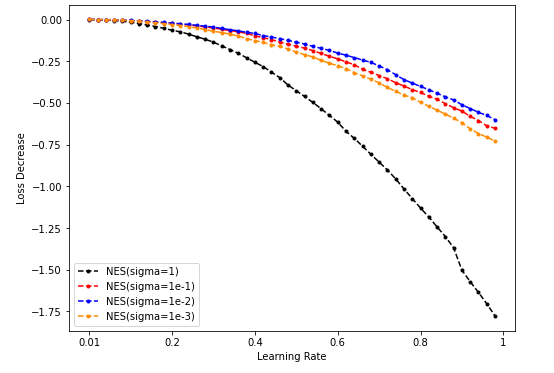 0.00
−0.25
−0.50
−0.75
−1.00
−1.25
−1.50
−1.75
Loss Decrease
NES(sigma=1)
NES(sigma=1e-1)
NES(sigma=1e-2)
NES(sigma=1e-3)
0.01 0.2 0.4 0.6 0.8 1
Learning Rate